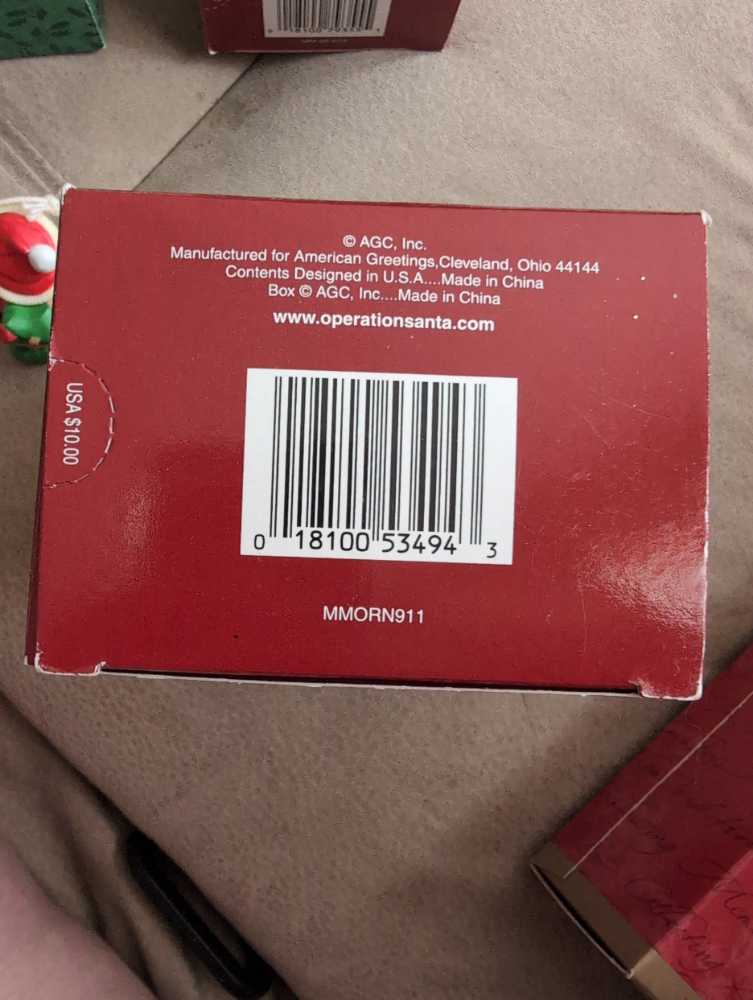 © AGC, Inc.
Manufactured for American Greetings,Cleveland, Ohio 44144
Contents Designed in U.S.A....Made in China
Box © AGC, Inc....Made in China
www.operationsanta.com
USA $10.00
0 18100 53494 3
MMORN911